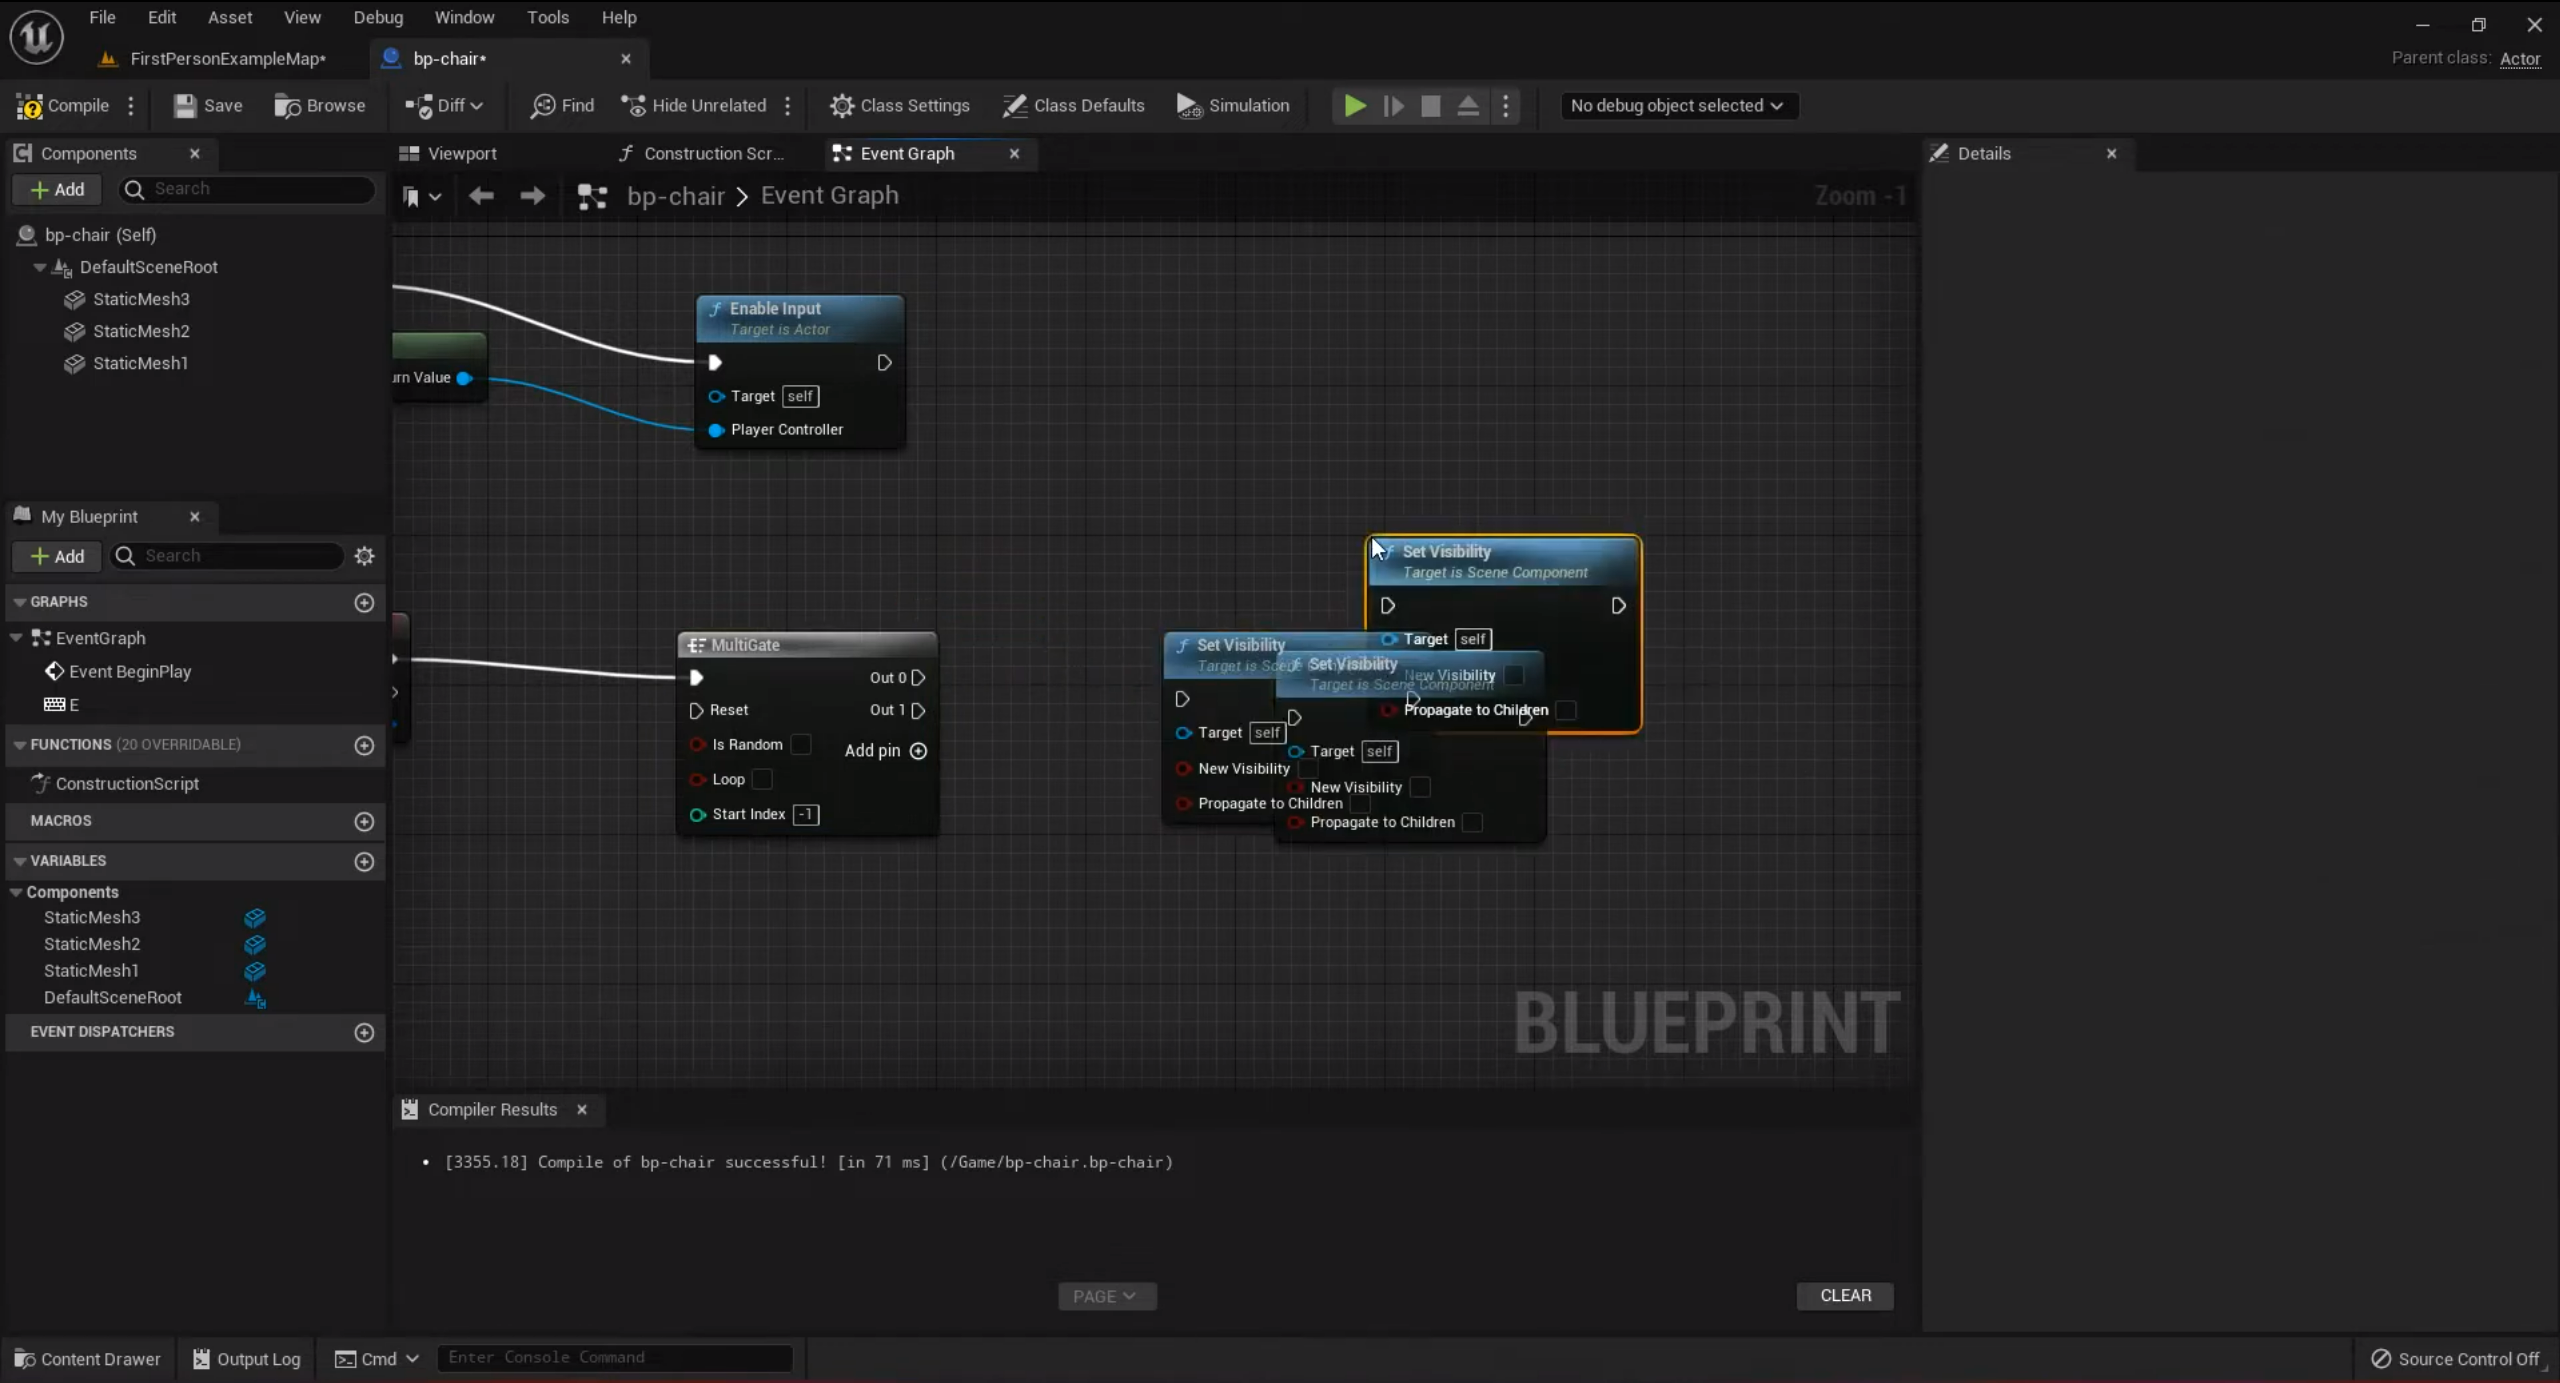 File Edit Asset View Debug Window Tools Help
FirstPersonExampleMap* bp-chair*
Parent class: Actor
Compile Save Browse Diff Find Hide Unrelated Class Settings Class Defaults Simulation No debug object selected
Components
Viewport Construction Scr... Event Graph
Details
Add Search
bp-chair > Event Graph
Zoom -1
bp-chair (Self)
DefaultSceneRoot
StaticMesh3
StaticMesh2
StaticMesh1
Enable Input
Target is Actor
Target self
Player Controller
urn Value
My Blueprint
Add Search
GRAPHS
EventGraph
Event BeginPlay
E
FUNCTIONS (20 OVERRIDABLE)
ConstructionScript
MACROS
VARIABLES
Components
StaticMesh3
StaticMesh2
StaticMesh1
DefaultSceneRoot
EVENT DISPATCHERS
MultiGate
Out 0
Reset Out 1
Is Random
Add pin
Loop
Start Index -1
Set Visibility
Target is Scene Component
Target self
New Visibility
Propagate to Children
Set Visibility
Target is Sce
Target self
New Visibility
Propagate to Children
Set Visibility
Target is Scene Component
Target self
New Visibility
Propagate to Children
BLUEPRINT
Compiler Results
• [3355.18] Compile of bp-chair successful! [in 71 ms] (/Game/bp-chair.bp-chair)
PAGE
CLEAR
Content Drawer Output Log Cmd Enter Console Command Source Control Off